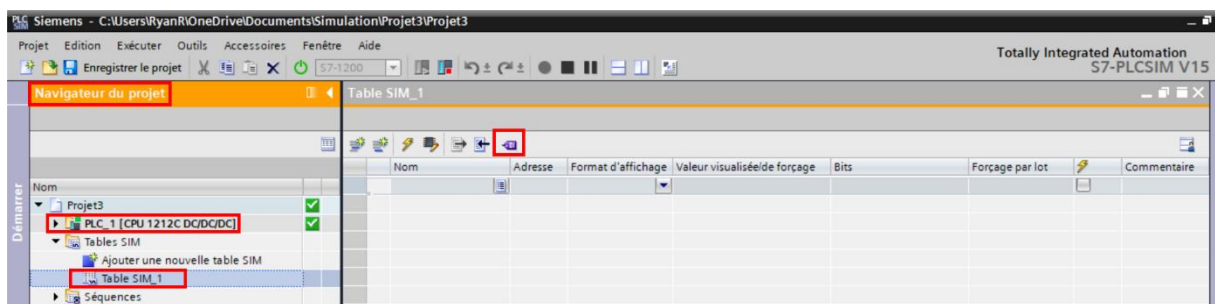 Siemens - C:\Users\RyanR\OneDrive\Documents\Simulation\Projet3\Projet3
Projet Edition Exécuter Outils Accessoires Fenêtre Aide
Totally Integrated Automation
S7-PLCSIM V15
Enregistrer le projet S7-1200
Navigateur du projet
Table SIM_1
Nom Adresse Format d'affichage Valeur visualisée/de forçage Bits Forçage par lot Commentaire
Démarrer
Nom
Projet3
PLC_1 [CPU 1212C DC/DC/DC]
Tables SIM
Ajouter une nouvelle table SIM
Table SIM_1
Séquences